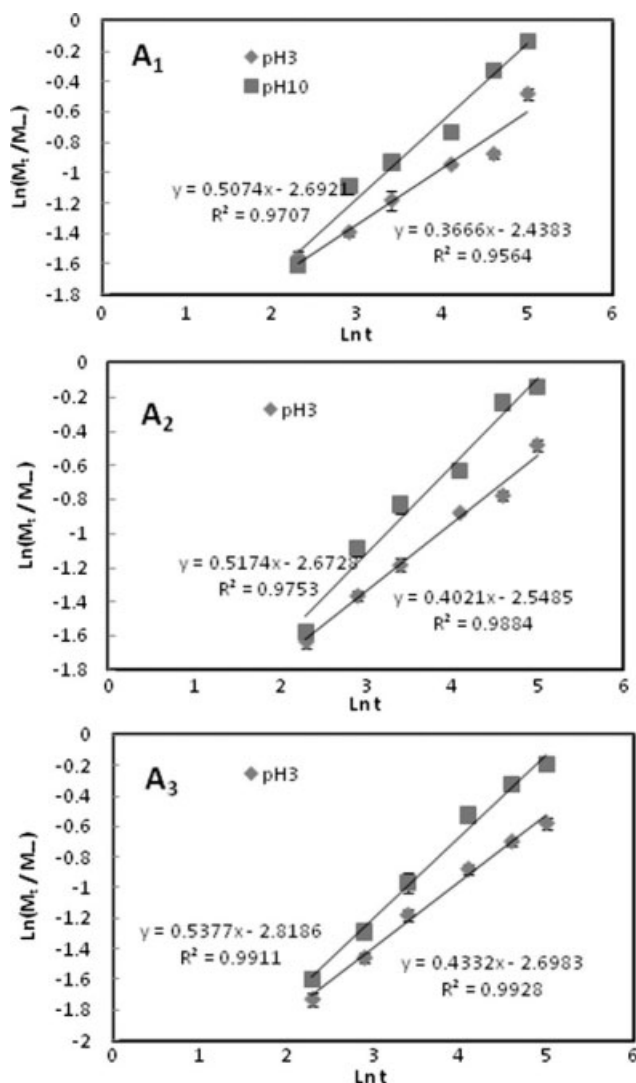 0
-0.2
-0.4
-0.6
-0.8
-1
-1.2
-1.4
-1.6
-1.8
Ln(Mt/M∞)
A1
pH3
pH10
y = 0.5074x - 2.6921
R² = 0.9707
y = 0.3666x - 2.4383
R² = 0.9564
0 1 2 3 4 5 6
Ln t
0
-0.2
-0.4
-0.6
-0.8
-1
-1.2
-1.4
-1.6
-1.8
Ln(Mt/M∞)
A2
pH3
y = 0.5174x - 2.6728
R² = 0.9753
y = 0.4021x - 2.5485
R² = 0.9884
0 1 2 3 4 5 6
Ln t
0
-0.2
-0.4
-0.6
-0.8
-1
-1.2
-1.4
-1.6
-1.8
-2
Ln(Mt/M∞)
A3
pH3
y = 0.5377x - 2.8186
R² = 0.9911
y = 0.4332x - 2.6983
R² = 0.9928
0 1 2 3 4 5 6
Ln t